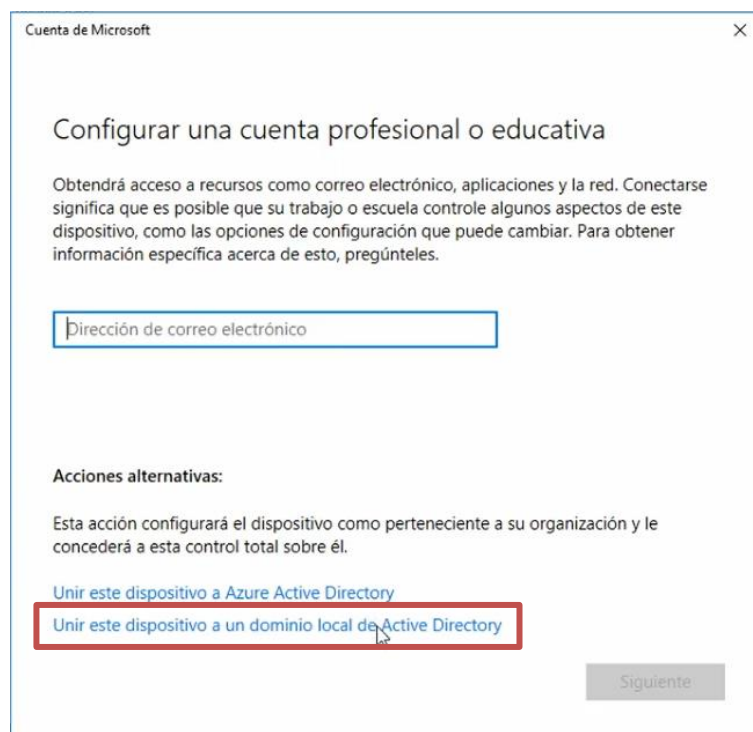 Cuenta de Microsoft
Configurar una cuenta profesional o educativa
Obtendrá acceso a recursos como correo electrónico, aplicaciones y la red. Conectarse
significa que es posible que su trabajo o escuela controle algunos aspectos de este
dispositivo, como las opciones de configuración que puede cambiar. Para obtener
información específica acerca de esto, pregúnteles.
Dirección de correo electrónico
Acciones alternativas:
Esta acción configurará el dispositivo como perteneciente a su organización y le
concederá a esta control total sobre él.
Unir este dispositivo a Azure Active Directory
Unir este dispositivo a un dominio local de Active Directory
Siguiente